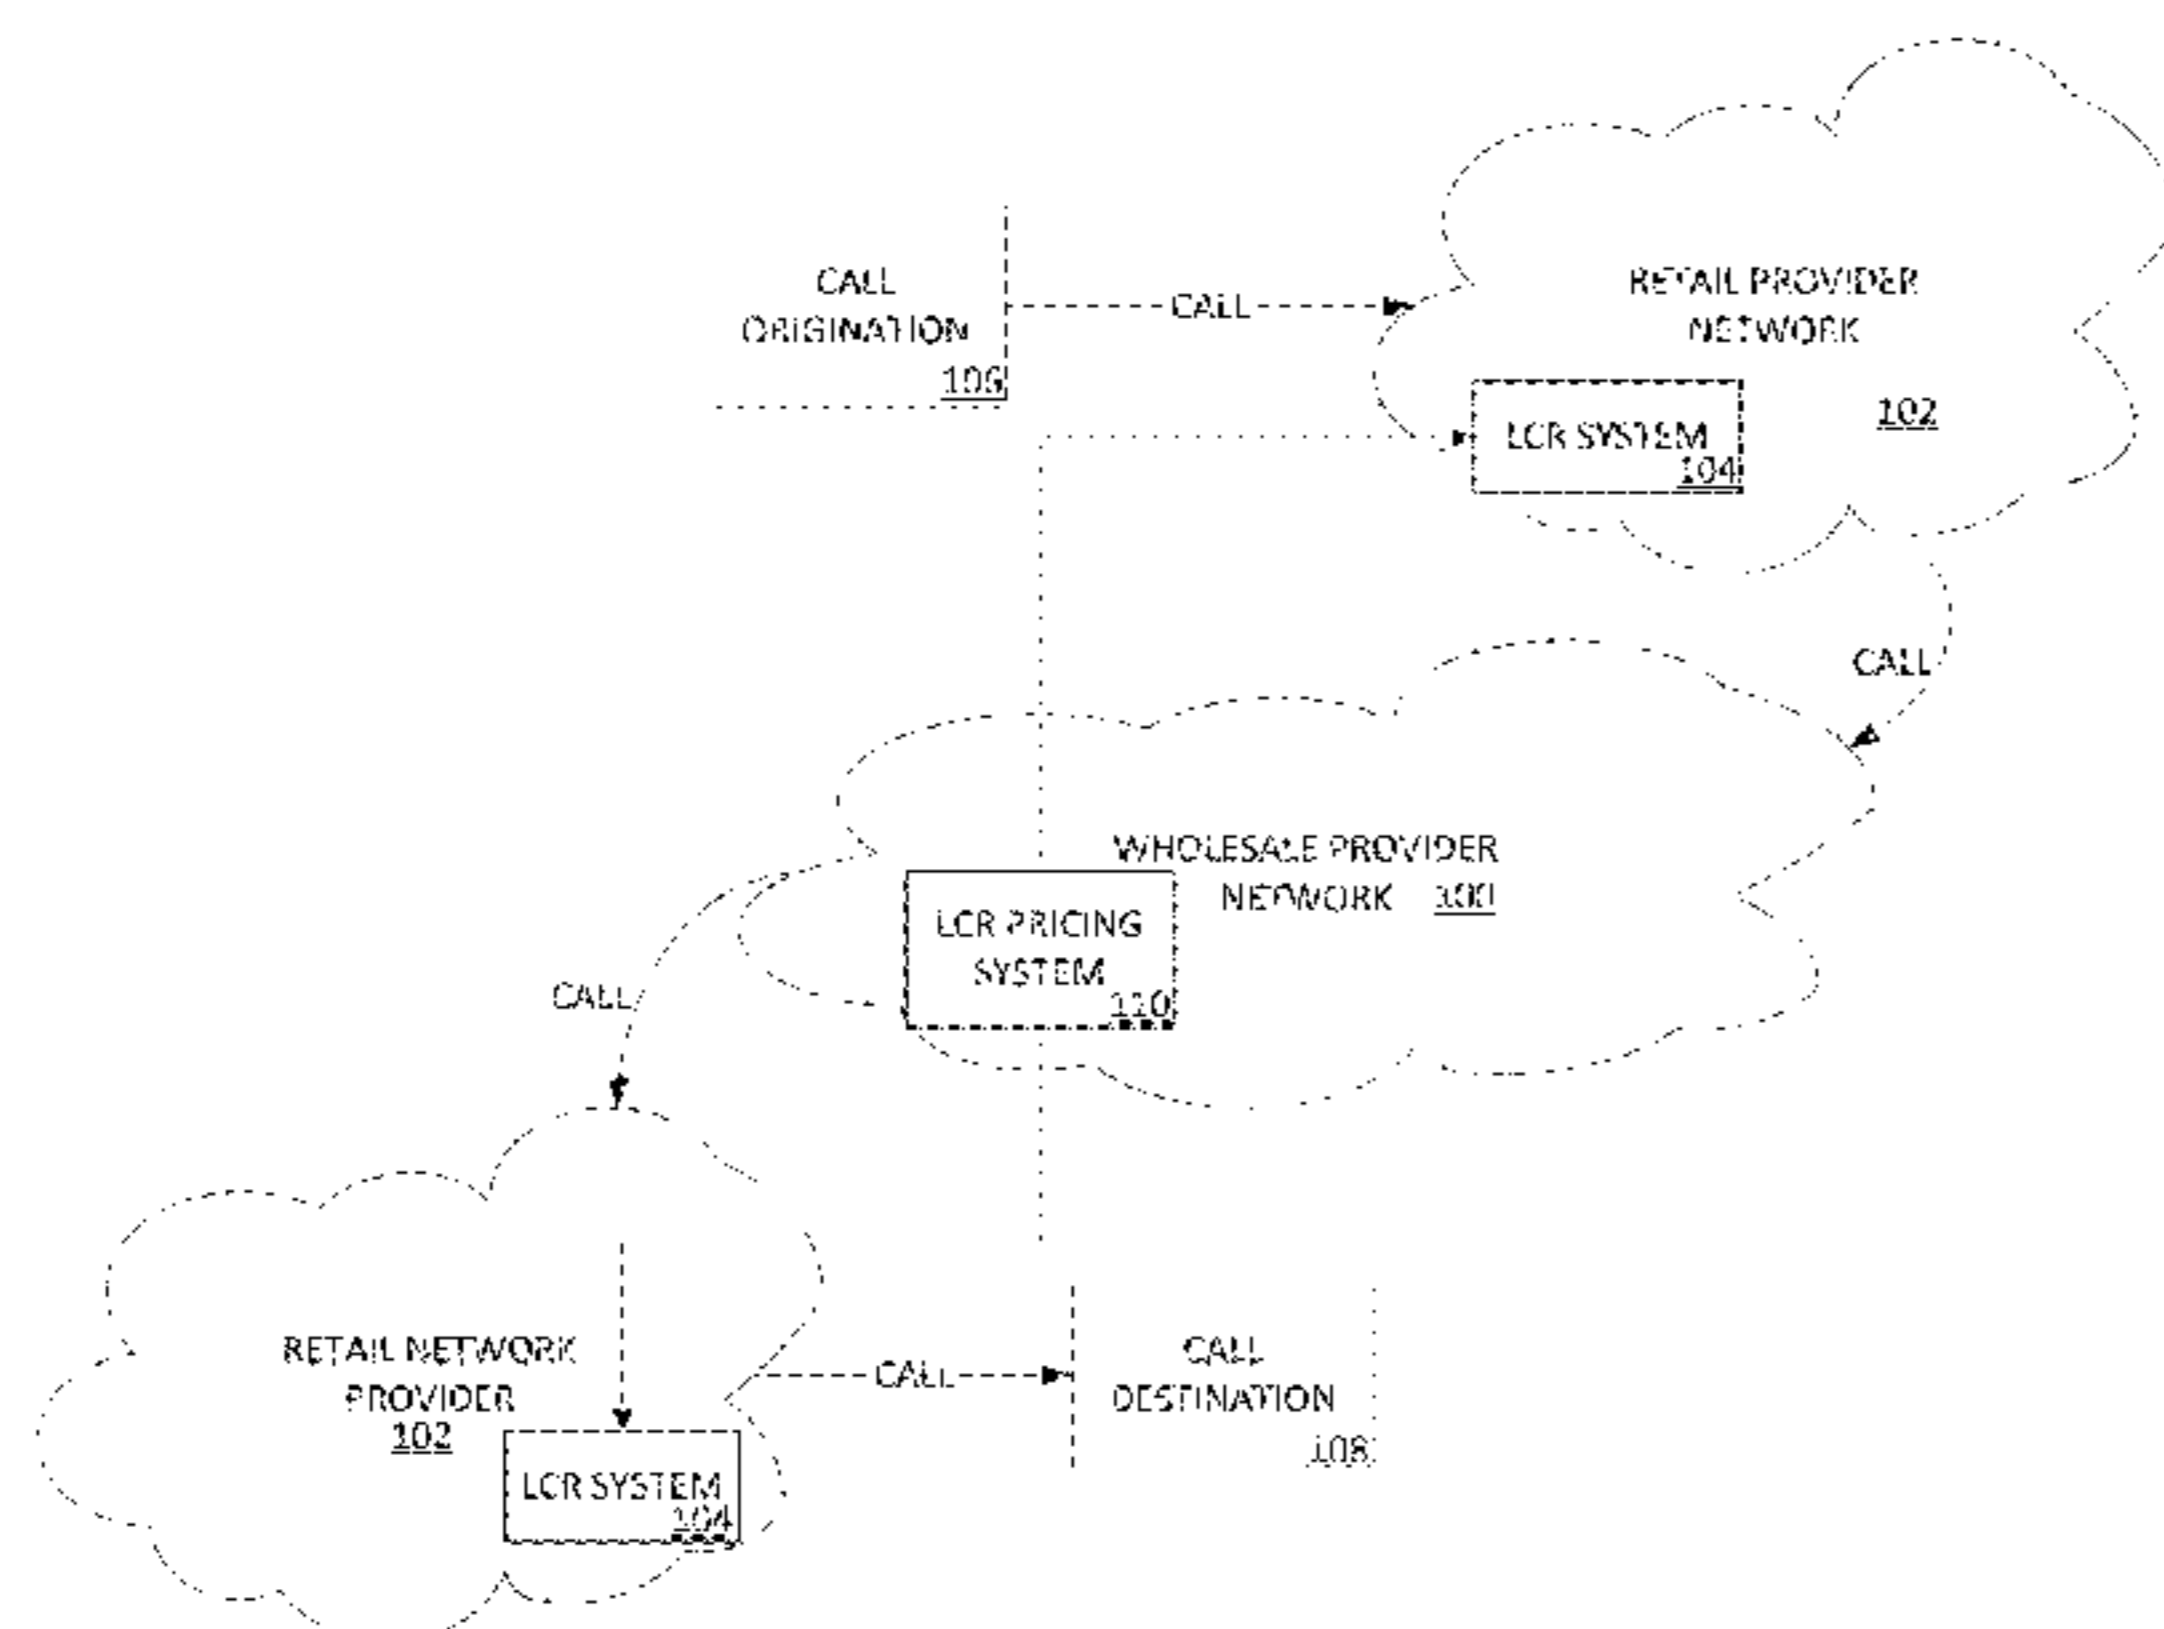 CALL
ORIGINATION
106
CALL
RETAIL PROVIDER
NETWORK
102
LCR SYSTEM
104
CALL
WHOLESALE PROVIDER
NETWORK 100
LCR PRICING
SYSTEM
110
CALL
RETAIL NETWORK
PROVIDER
102
LCR SYSTEM
104
CALL
CALL
DESTINATION
108